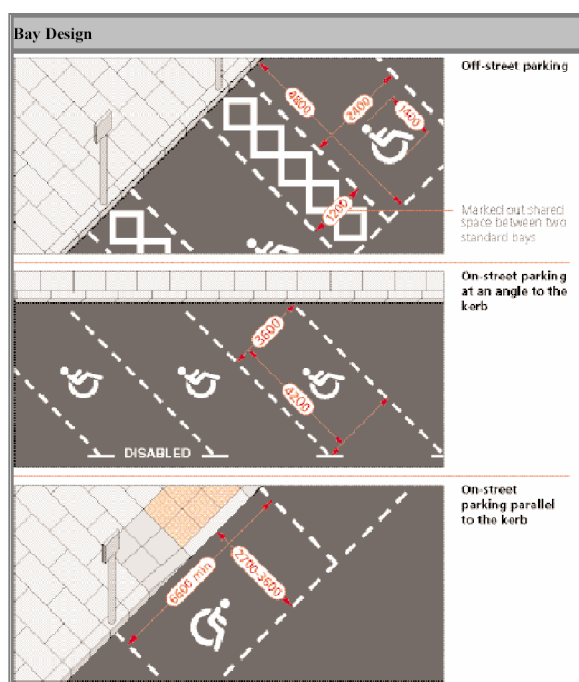 Bay Design
Off-street parking
4800
2400
1400
1200
Marked out shared
space between two
standard bays
On-street parking
at an angle to the
kerb
3600
4200
DISABLED
On-street
parking parallel
to the kerb
6600 min
2700-3600